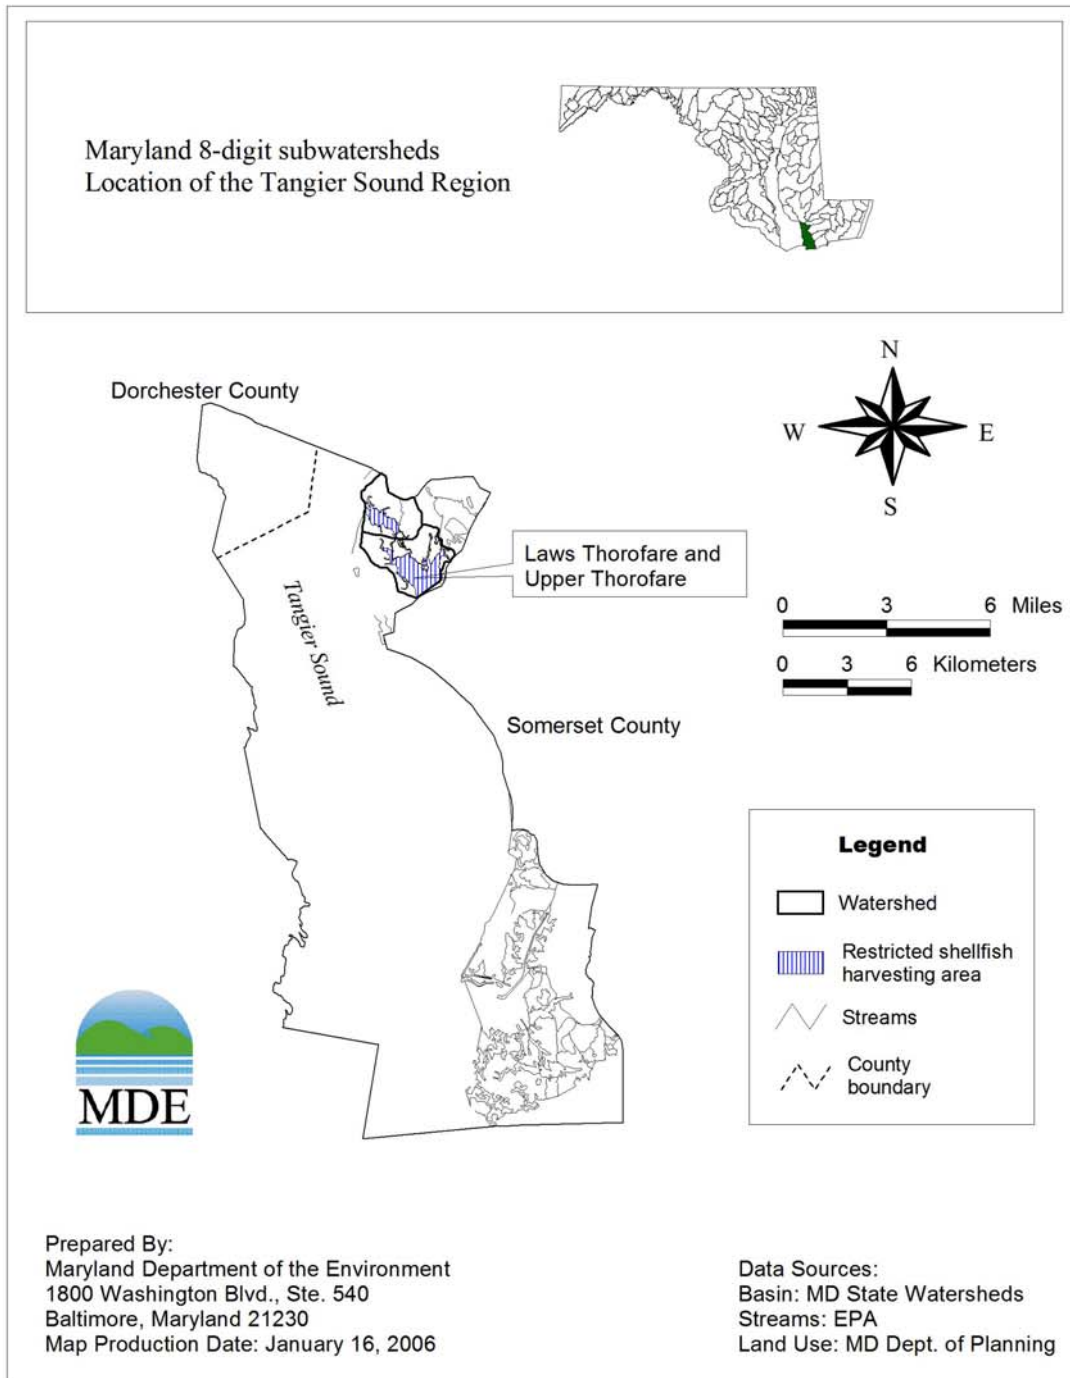 Maryland 8-digit subwatersheds
Location of the Tangier Sound Region
N
W
E
S
Dorchester County
Laws Thorofare and
Upper Thorofare
Tangier Sound
Somerset County
0 3 6 Miles
0 3 6 Kilometers
Legend
Watershed
Restricted shellfish
harvesting area
Streams
County
boundary
MDE
Prepared By:
Maryland Department of the Environment
1800 Washington Blvd., Ste. 540
Baltimore, Maryland 21230
Map Production Date: January 16, 2006
Data Sources:
Basin: MD State Watersheds
Streams: EPA
Land Use: MD Dept. of Planning